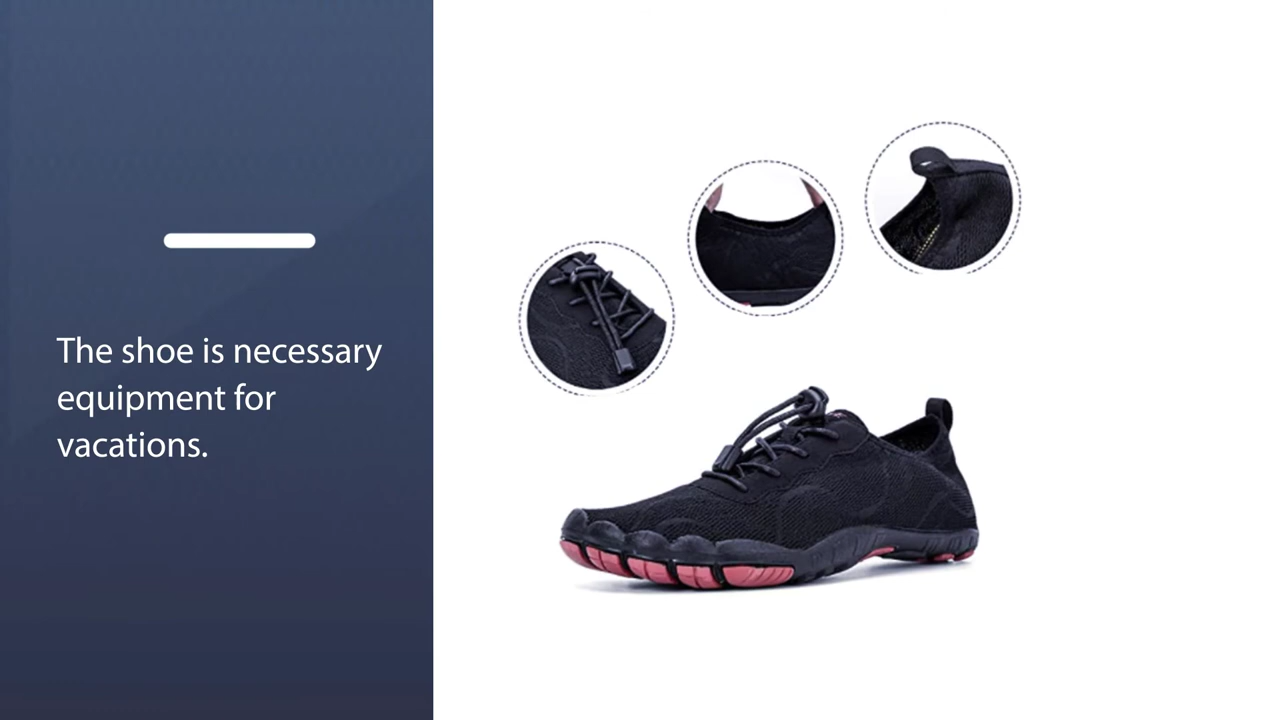 The shoe is necessary
equipment for
vacations.